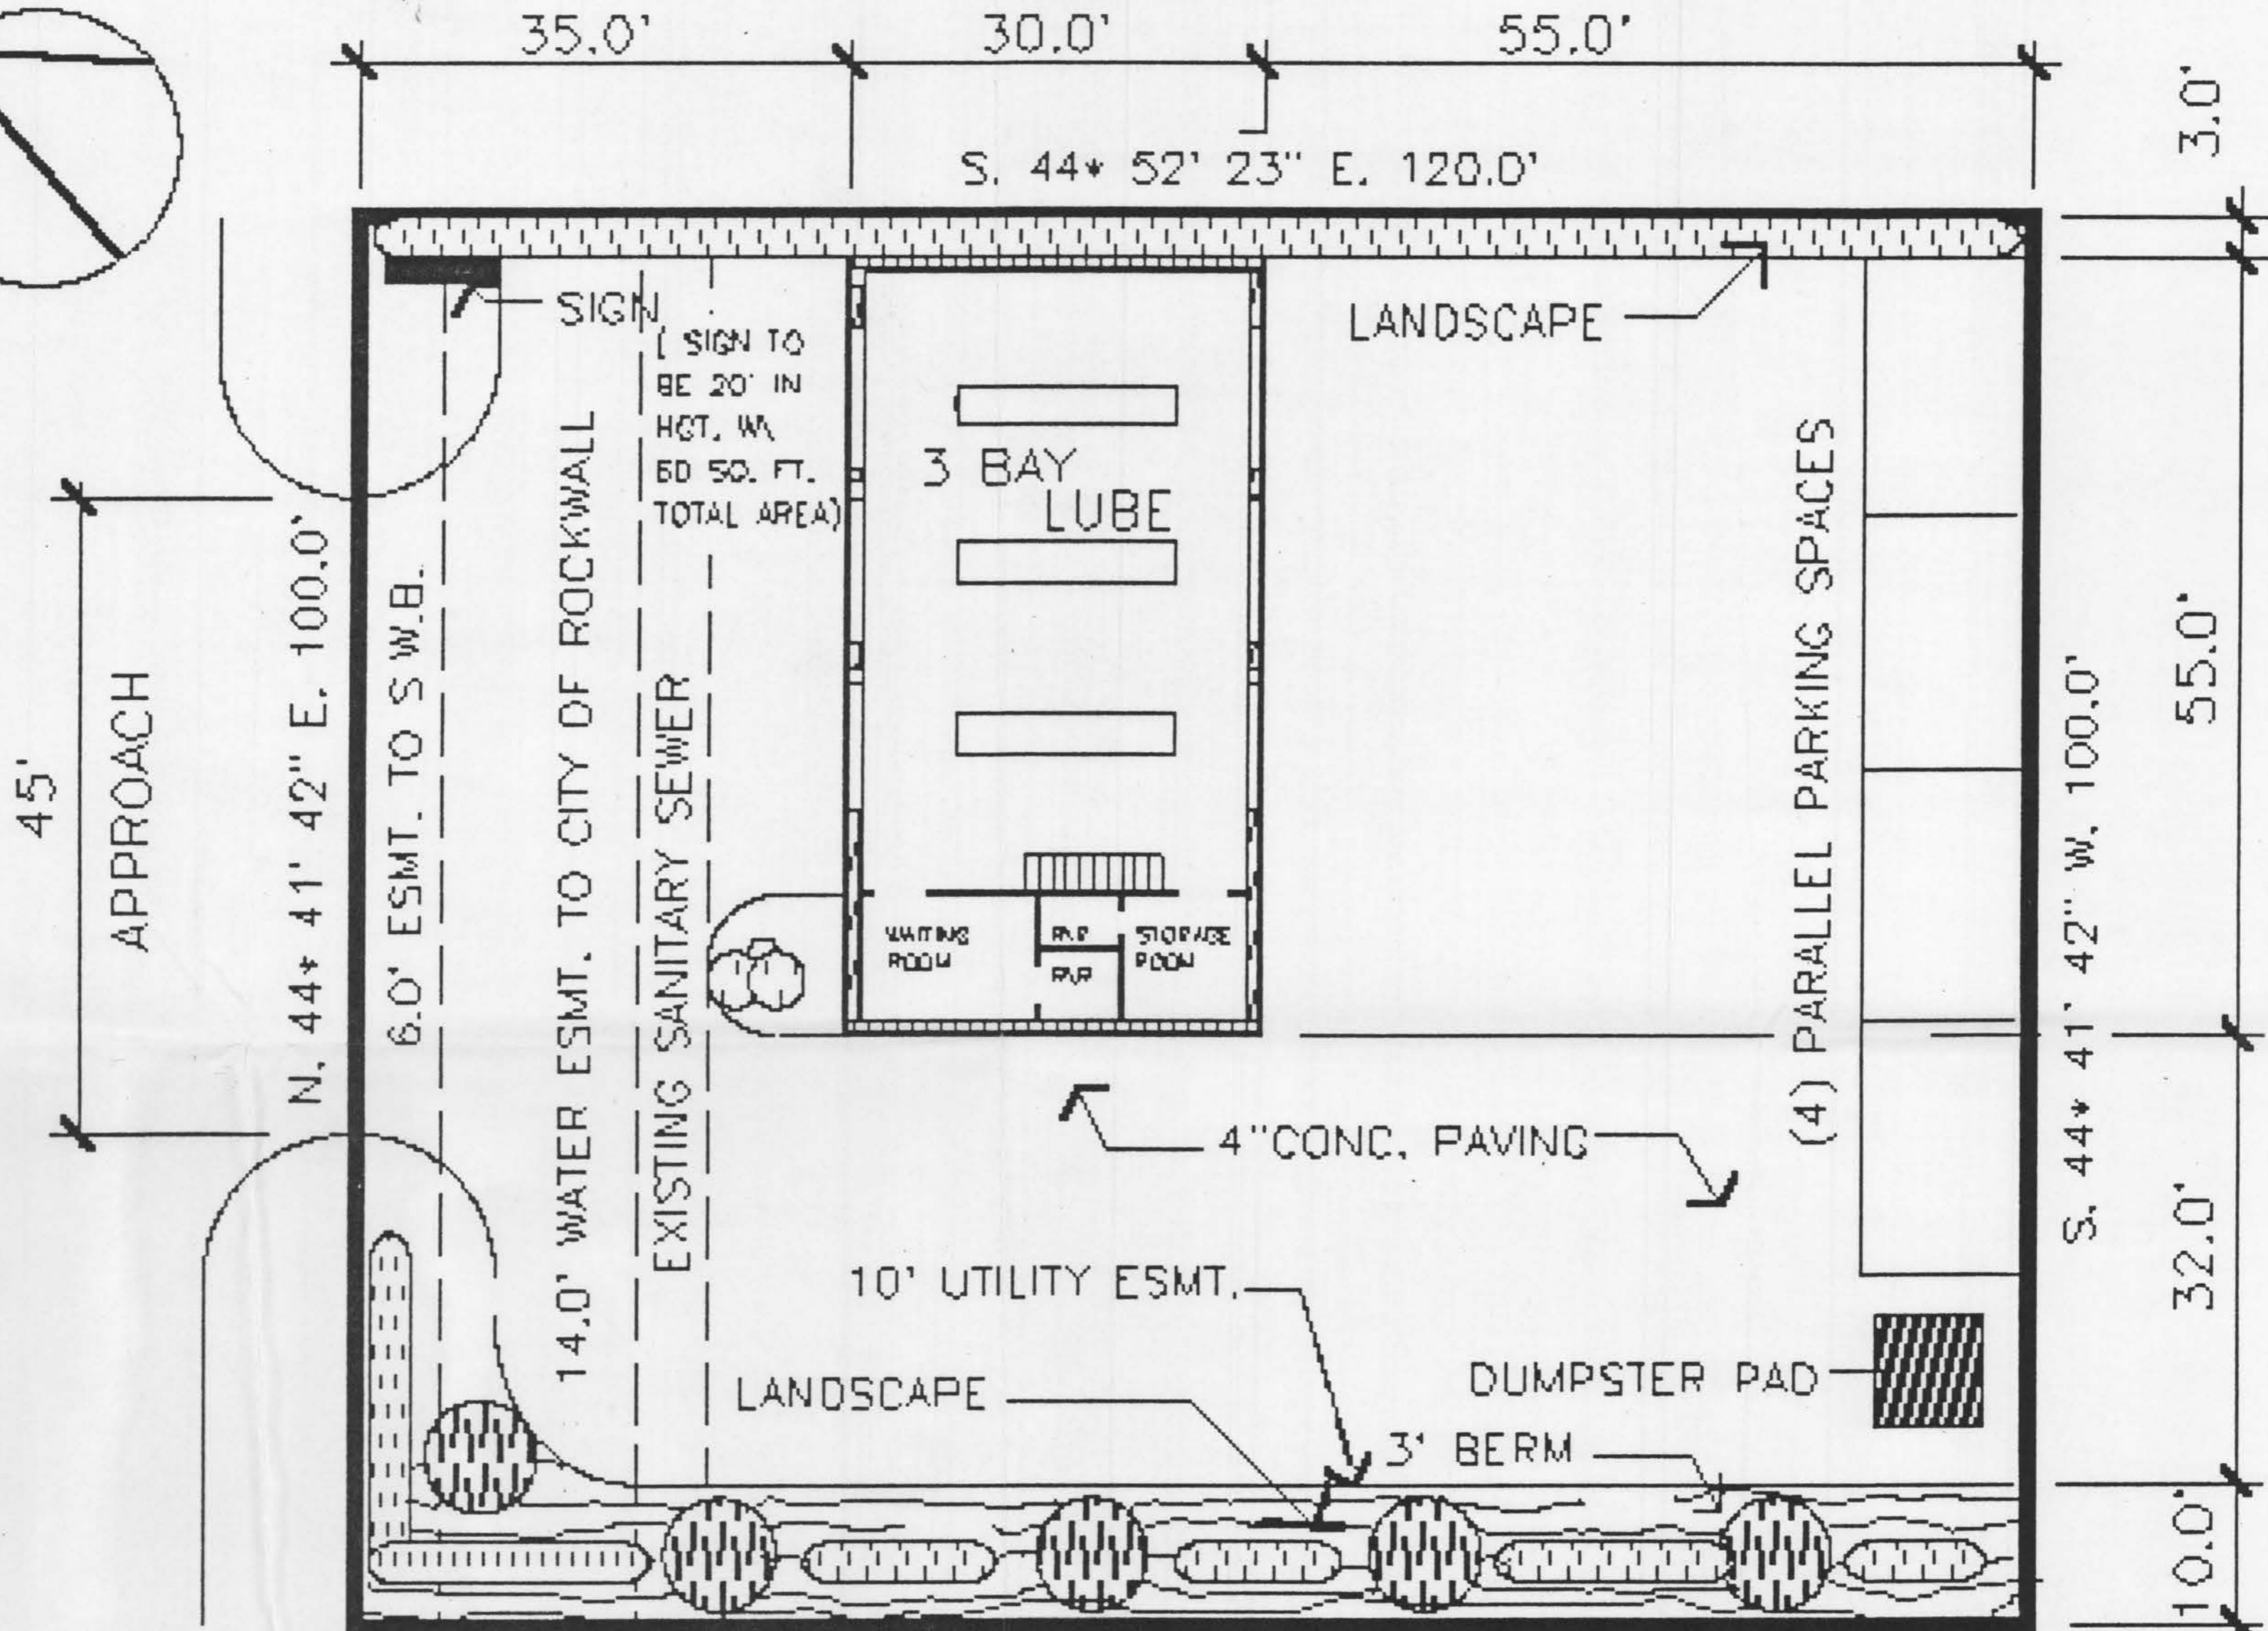 35.0'
30.0'
55.0'
3.0'
S. 44* 52' 23" E. 120.0'
SIGN
( SIGN TO
BE 20' IN
HGT. W\
60 SQ. FT.
TOTAL AREA)
LANDSCAPE
3 BAY
LUBE
45'
APPROACH
N. 44* 41' 42" E. 100.0'
6.0' ESMT. TO S W.B.
14.0' WATER ESMT. TO CITY OF ROCKWALL
EXISTING SANITARY SEWER
WAITING
ROOM
R\R
R\R
STORAGE
ROOM
(4) PARALLEL PARKING SPACES
S. 44* 41' 42" W. 100.0'
55.0'
4"CONC. PAVING
10' UTILITY ESMT.
32.0'
LANDSCAPE
DUMPSTER PAD
3' BERM
10.0'